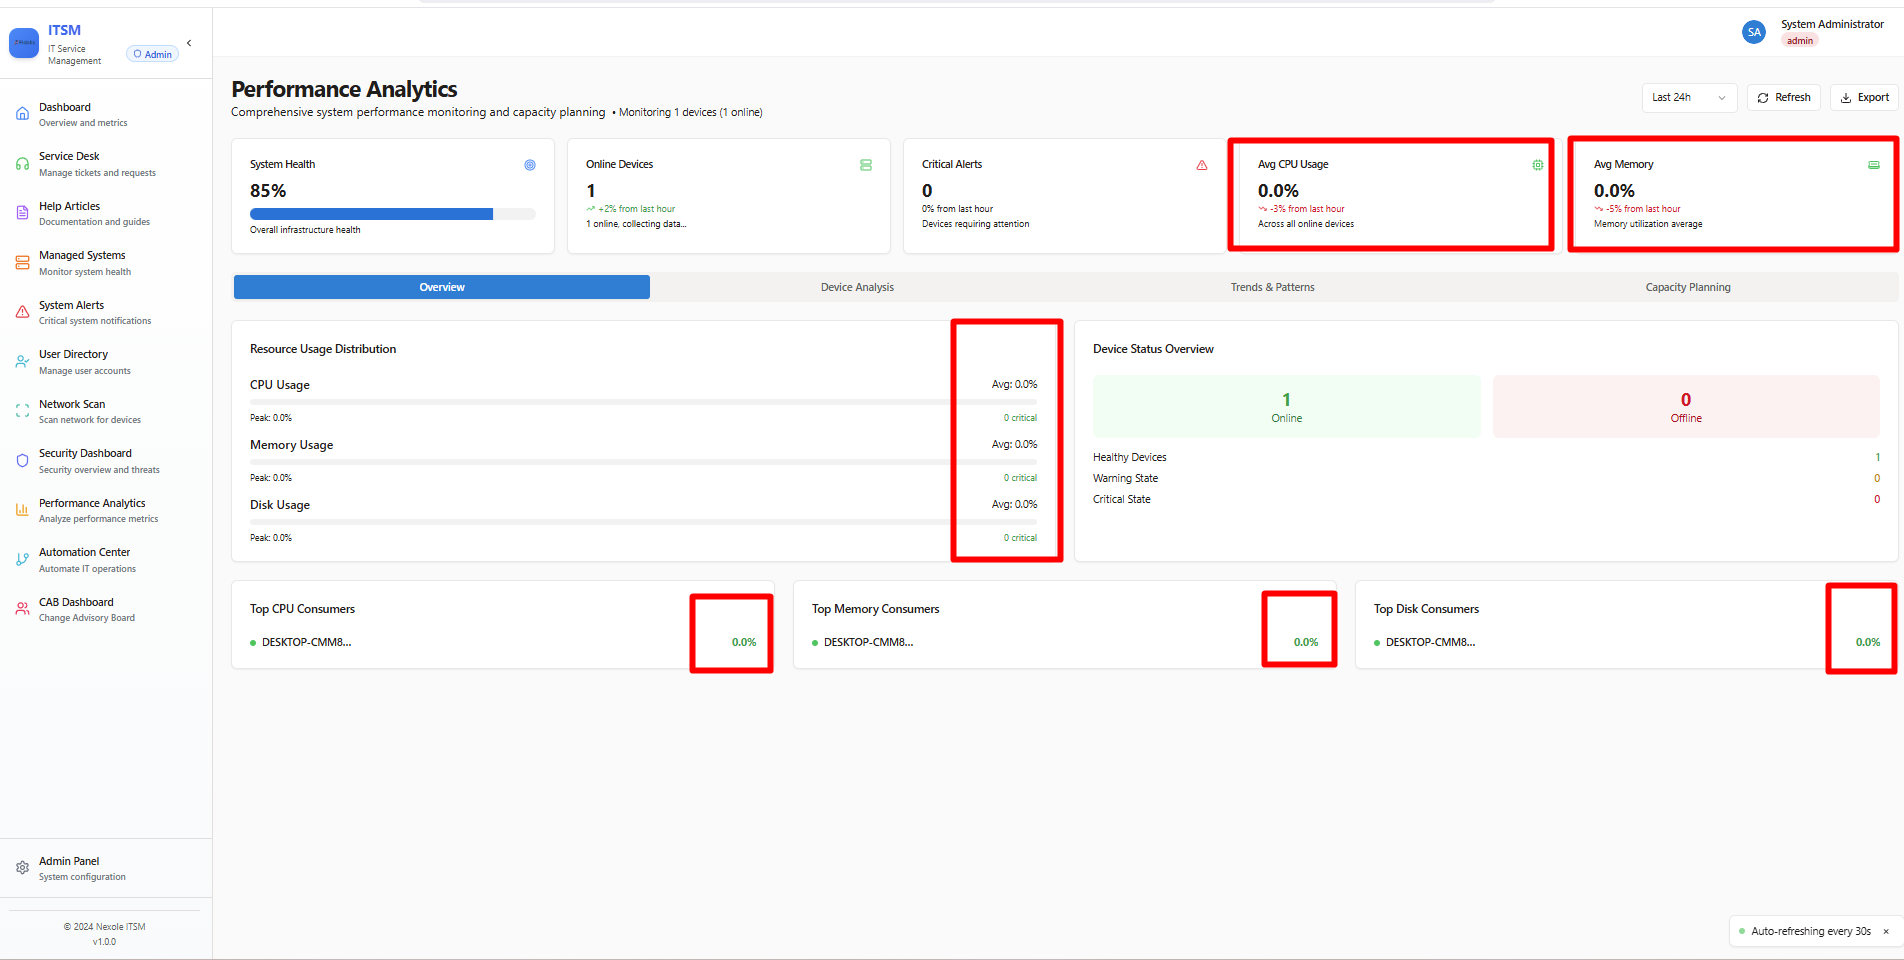 ITSM
IT Service
Management
Admin
SA
System Administrator
admin
Dashboard
Overview and metrics
Service Desk
Manage tickets and requests
Help Articles
Documentation and guides
Managed Systems
Monitor system health
System Alerts
Critical system notifications
User Directory
Manage user accounts
Network Scan
Scan network for devices
Security Dashboard
Security overview and threats
Performance Analytics
Analyze performance metrics
Automation Center
Automate IT operations
CAB Dashboard
Change Advisory Board
Admin Panel
System configuration
© 2024 Nexole ITSM
v1.0.0
Performance Analytics
Comprehensive system performance monitoring and capacity planning • Monitoring 1 devices (1 online)
Last 24h
Refresh
Export
System Health
85%
Overall infrastructure health
Online Devices
1
+2% from last hour
1 online, collecting data...
Critical Alerts
0
0% from last hour
Devices requiring attention
Avg CPU Usage
0.0%
-3% from last hour
Across all online devices
Avg Memory
0.0%
-5% from last hour
Memory utilization average
Overview
Device Analysis
Trends & Patterns
Capacity Planning
Resource Usage Distribution
CPU Usage Avg: 0.0%
Peak: 0.0% 0 critical
Memory Usage Avg: 0.0%
Peak: 0.0% 0 critical
Disk Usage Avg: 0.0%
Peak: 0.0% 0 critical
Device Status Overview
1
Online
0
Offline
Healthy Devices 1
Warning State 0
Critical State 0
Top CPU Consumers
DESKTOP-CMM8... 0.0%
Top Memory Consumers
DESKTOP-CMM8... 0.0%
Top Disk Consumers
DESKTOP-CMM8... 0.0%
Auto-refreshing every 30s ×